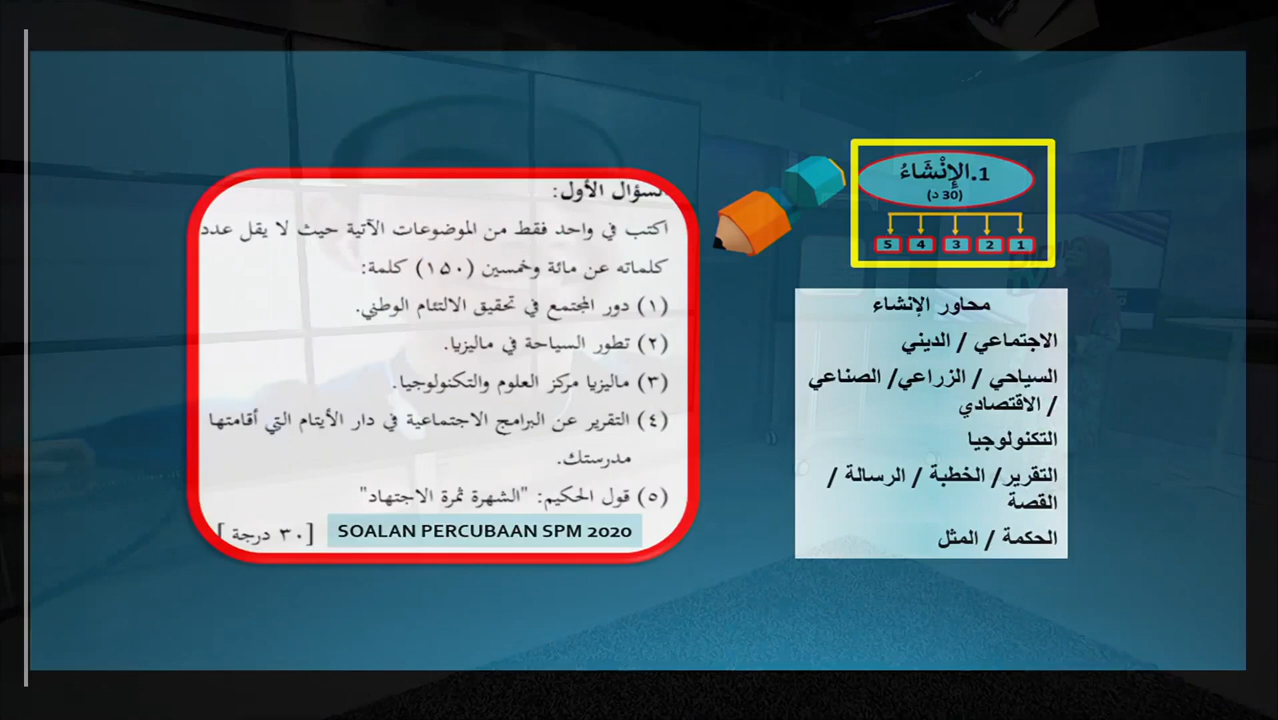 السؤال الأول:
اكتب في واحد فقط من الموضوعات الآتية حيث لا يقل عدد
كلماته عن مائة وخمسين (١٥٠) كلمة:
(١) دور المجتمع في تحقيق الالتئام الوطني.
(٢) تطور السياحة في ماليزيا.
(٣) ماليزيا مركز العلوم والتكنولوجيا.
(٤) التقرير عن البرامج الاجتماعية في دار الأيتام التي أقامتها
مدرستك.
(٥) قول الحكيم: "الشهرة ثمرة الاجتهاد"
[٣٠ درجة]
SOALAN PERCUBAAN SPM 2020
1.الإِنْشَاءُ
(30 د)
5 4 3 2 1
محاور الإنشاء
الاجتماعي / الديني
السياحي / الزراعي/ الصناعي
/ الاقتصادي
التكنولوجيا
التقرير/ الخطبة / الرسالة /
القصة
الحكمة / المثل